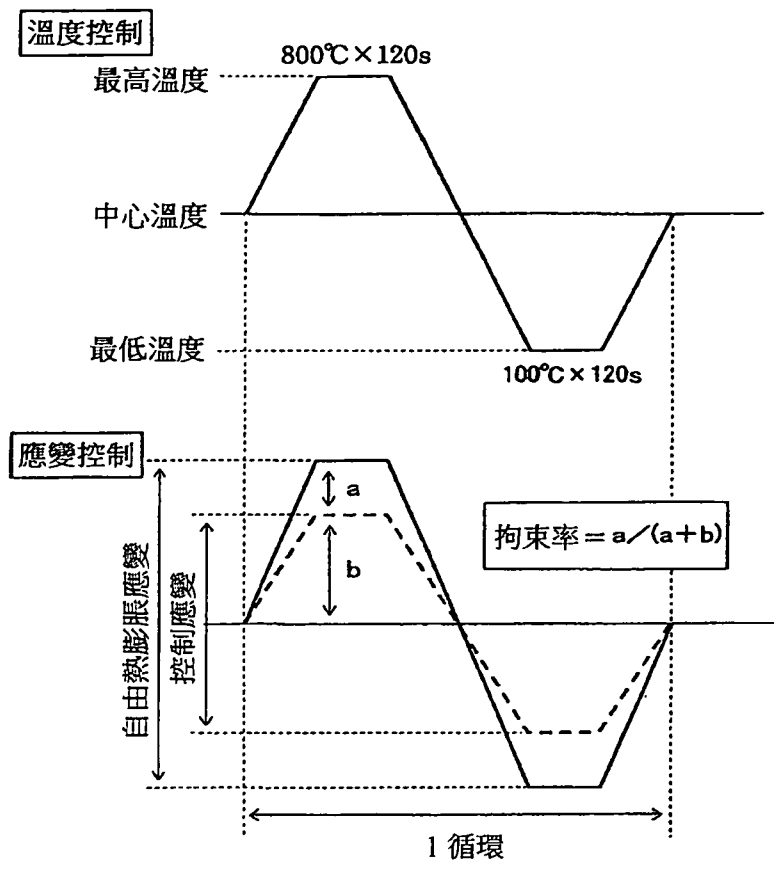 溫度控制
800℃×120s
最高溫度
中心溫度
最低溫度
100℃×120s
應變控制
a
拘束率=a/(a+b)
b
自由熱膨脹應變
控制應變
1 循環